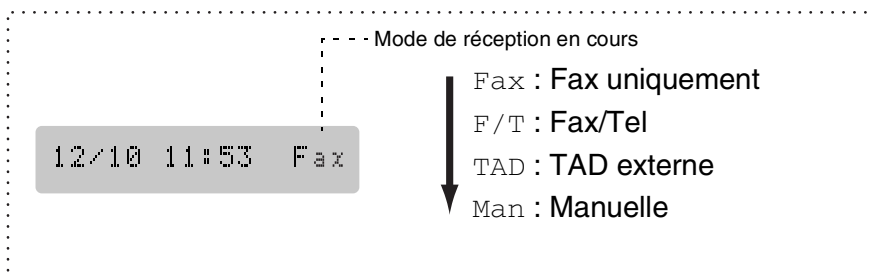 Mode de réception en cours
Fax : Fax uniquement
F/T : Fax/Tel
12/10 11:53 Fax
TAD : TAD externe
Man : Manuelle